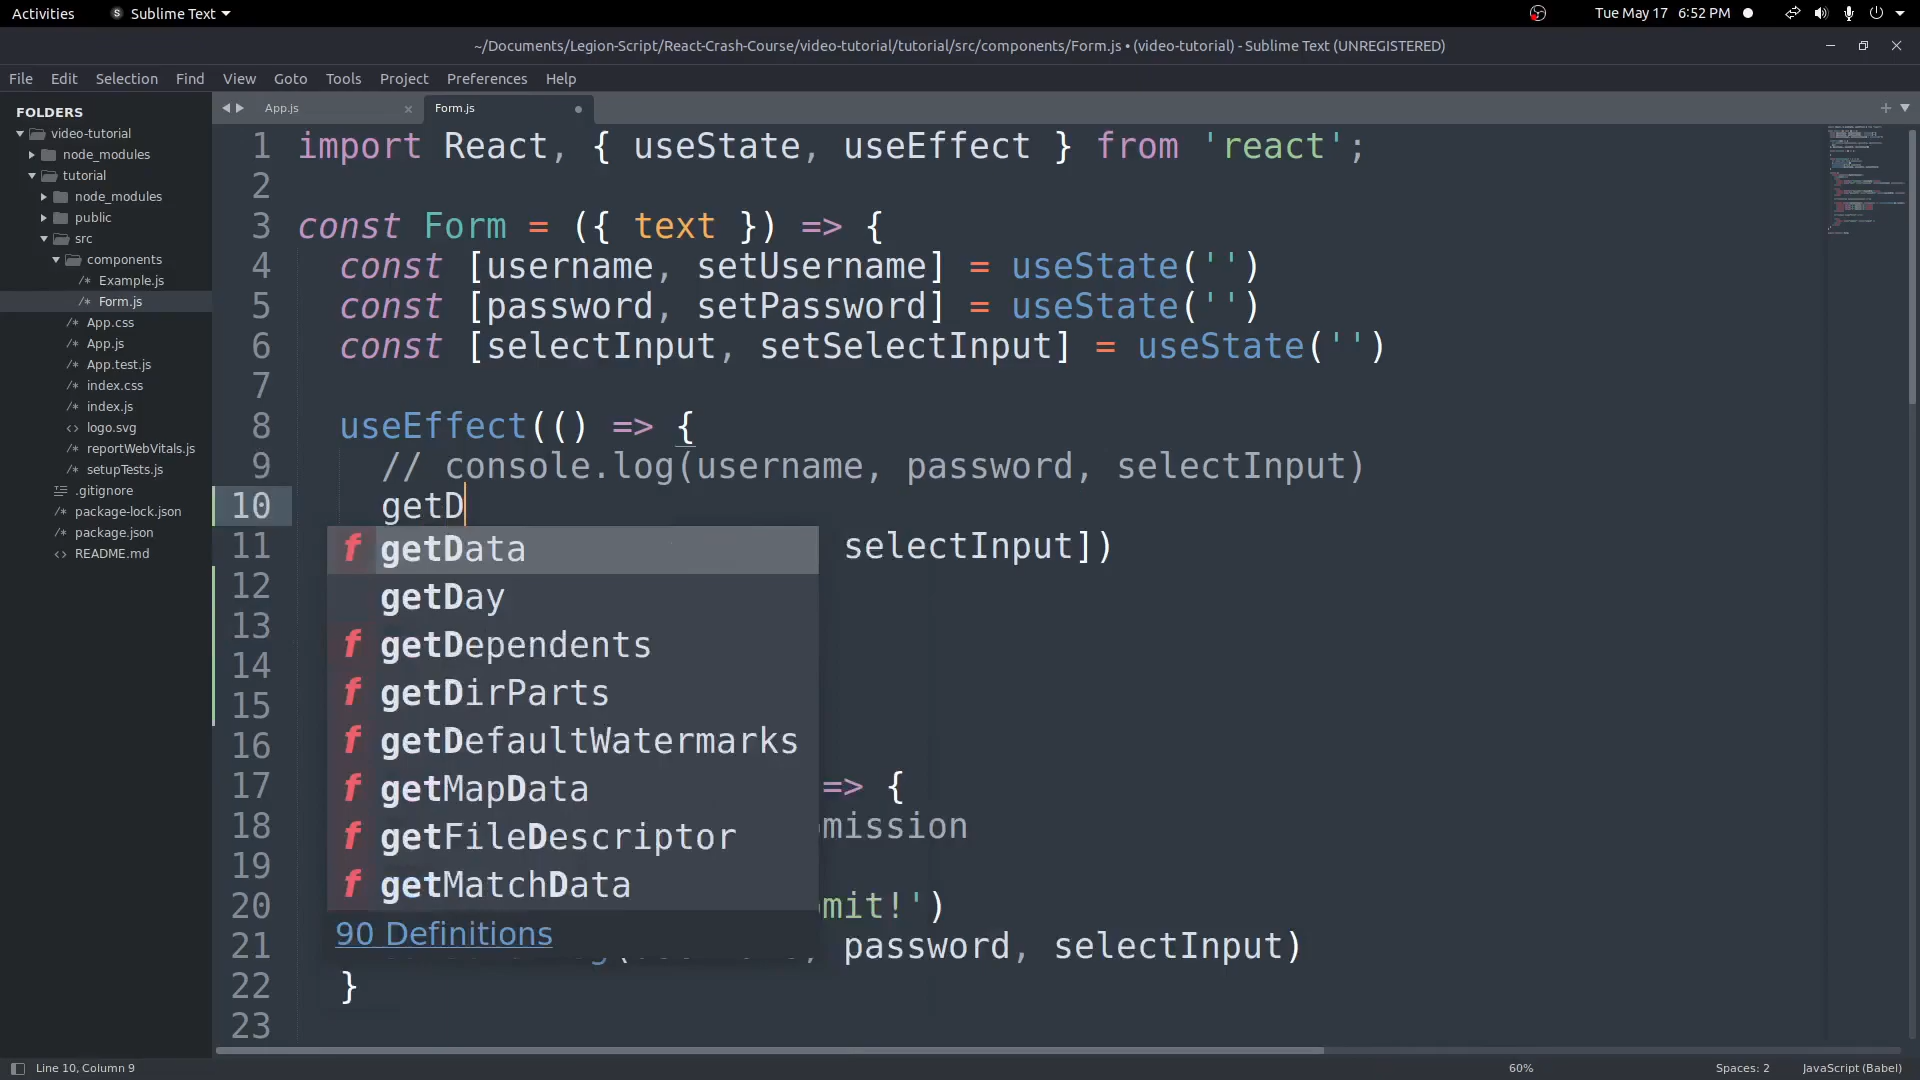 Activities
Sublime Text
Tue May 17 6:52 PM
~/Documents/Legion-Script/React-Crash-Course/video-tutorial/tutorial/src/components/Form.js • (video-tutorial) - Sublime Text (UNREGISTERED)
File Edit Selection Find View Goto Tools Project Preferences Help
FOLDERS
video-tutorial
node_modules
tutorial
node_modules
public
src
components
/* Example.js
/* Form.js
/* App.css
/* App.js
/* App.test.js
/* index.css
/* index.js
<> logo.svg
/* reportWebVitals.js
/* setupTests.js
.gitignore
/* package-lock.json
/* package.json
<> README.md
App.js
Form.js
1 import React, { useState, useEffect } from 'react';
2
3 const Form = ({ text }) => {
4 const [username, setUsername] = useState('')
5 const [password, setPassword] = useState('')
6 const [selectInput, setSelectInput] = useState('')
7
8 useEffect(() => {
9 // console.log(username, password, selectInput)
10 getD
11 selectInput])
12
13
14
15
16
17 => {
18 mission
19
20 mit!')
21 password, selectInput)
22 }
23
f getData
getDay
f getDependents
f getDirParts
f getDefaultWatermarks
f getMapData
f getFileDescriptor
f getMatchData
90 Definitions
Line 10, Column 9
60%
Spaces: 2
JavaScript (Babel)